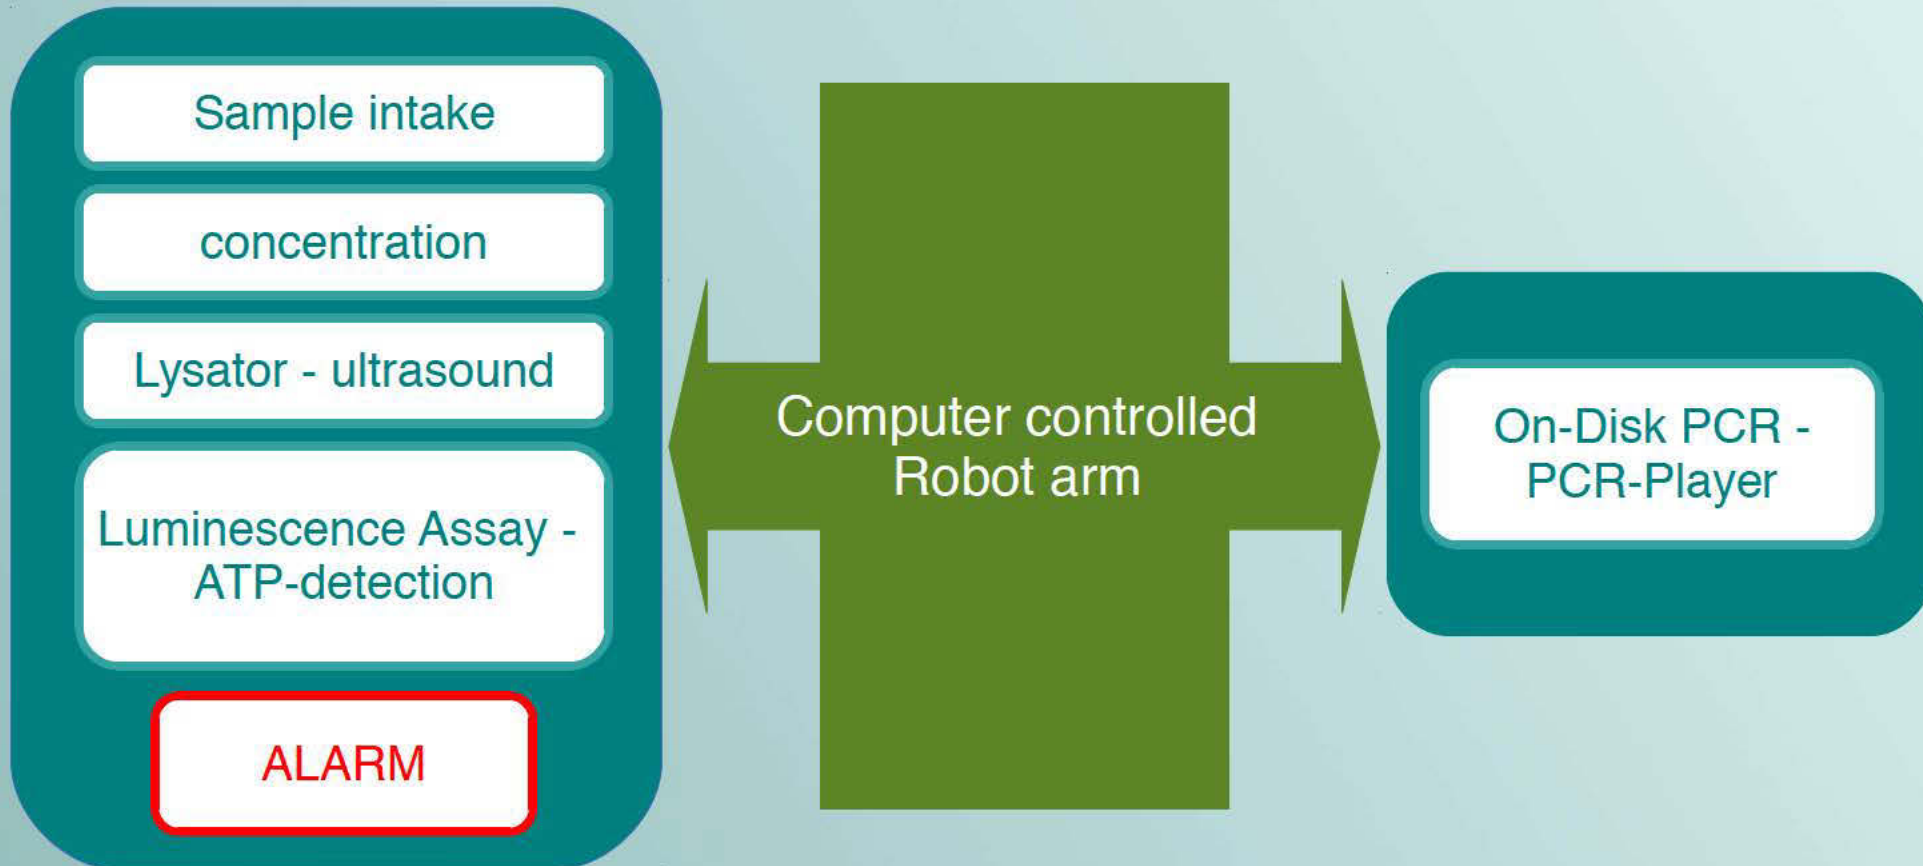 Sample intake
concentration
Lysator - ultrasound
Luminescence Assay -
ATP-detection
ALARM
Computer controlled
Robot arm
On-Disk PCR -
PCR-Player